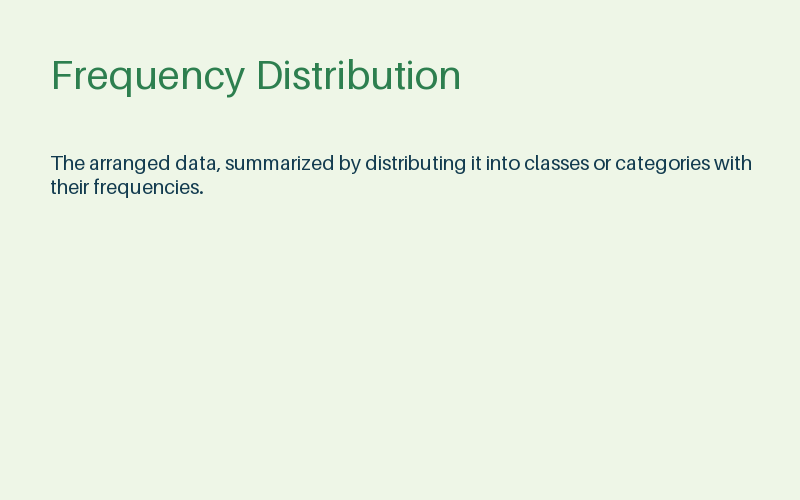 Frequency Distribution
The arranged data, summarized by distributing it into classes or categories with
their frequencies.